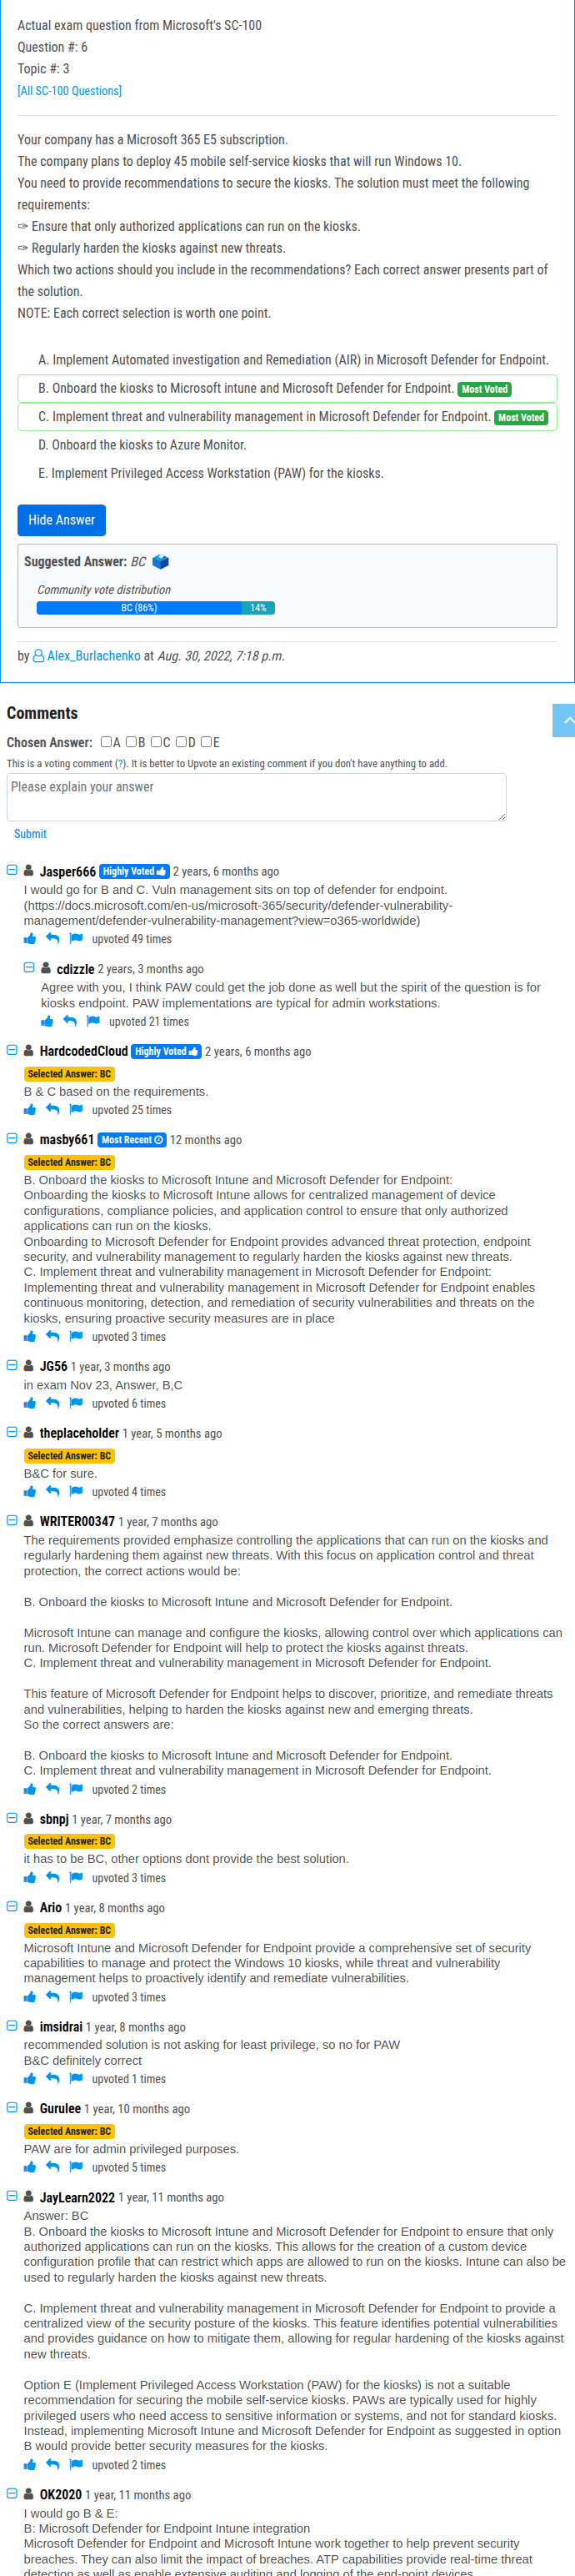 Actual exam question from Microsoft's SC-100
Question #: 6
Topic #: 3
[All SC-100 Questions]
Your company has a Microsoft 365 E5 subscription.
The company plans to deploy 45 mobile self-service kiosks that will run Windows 10.
You need to provide recommendations to secure the kiosks. The solution must meet the following
requirements:
✑ Ensure that only authorized applications can run on the kiosks.
✑ Regularly harden the kiosks against new threats.
Which two actions should you include in the recommendations? Each correct answer presents part of
the solution.
NOTE: Each correct selection is worth one point.
A. Implement Automated investigation and Remediation (AIR) in Microsoft Defender for Endpoint.
B. Onboard the kiosks to Microsoft intune and Microsoft Defender for Endpoint. Most Voted
C. Implement threat and vulnerability management in Microsoft Defender for Endpoint. Most Voted
D. Onboard the kiosks to Azure Monitor.
E. Implement Privileged Access Workstation (PAW) for the kiosks.
Hide Answer
Suggested Answer: BC
Community vote distribution
BC (86%) 14%
by Alex_Burlachenko at Aug. 30, 2022, 7:18 p.m.
Comments
Chosen Answer: A B C D E
This is a voting comment (?). It is better to Upvote an existing comment if you don't have anything to add.
Please explain your answer
Submit
Jasper666 Highly Voted 2 years, 6 months ago
I would go for B and C. Vuln management sits on top of defender for endpoint.
(https://docs.microsoft.com/en-us/microsoft-365/security/defender-vulnerability-
management/defender-vulnerability-management?view=o365-worldwide)
upvoted 49 times
cdizzle 2 years, 3 months ago
Agree with you, I think PAW could get the job done as well but the spirit of the question is for
kiosks endpoint. PAW implementations are typical for admin workstations.
upvoted 21 times
HardcodedCloud Highly Voted 2 years, 6 months ago
Selected Answer: BC
B & C based on the requirements.
upvoted 25 times
masby661 Most Recent 12 months ago
Selected Answer: BC
B. Onboard the kiosks to Microsoft Intune and Microsoft Defender for Endpoint:
Onboarding the kiosks to Microsoft Intune allows for centralized management of device
configurations, compliance policies, and application control to ensure that only authorized
applications can run on the kiosks.
Onboarding to Microsoft Defender for Endpoint provides advanced threat protection, endpoint
security, and vulnerability management to regularly harden the kiosks against new threats.
C. Implement threat and vulnerability management in Microsoft Defender for Endpoint:
Implementing threat and vulnerability management in Microsoft Defender for Endpoint enables
continuous monitoring, detection, and remediation of security vulnerabilities and threats on the
kiosks, ensuring proactive security measures are in place
upvoted 3 times
JG56 1 year, 3 months ago
in exam Nov 23, Answer, B,C
upvoted 6 times
theplaceholder 1 year, 5 months ago
Selected Answer: BC
B&C for sure.
upvoted 4 times
WRITER00347 1 year, 7 months ago
The requirements provided emphasize controlling the applications that can run on the kiosks and
regularly hardening them against new threats. With this focus on application control and threat
protection, the correct actions would be:
B. Onboard the kiosks to Microsoft Intune and Microsoft Defender for Endpoint.
Microsoft Intune can manage and configure the kiosks, allowing control over which applications can
run. Microsoft Defender for Endpoint will help to protect the kiosks against threats.
C. Implement threat and vulnerability management in Microsoft Defender for Endpoint.
This feature of Microsoft Defender for Endpoint helps to discover, prioritize, and remediate threats
and vulnerabilities, helping to harden the kiosks against new and emerging threats.
So the correct answers are:
B. Onboard the kiosks to Microsoft Intune and Microsoft Defender for Endpoint.
C. Implement threat and vulnerability management in Microsoft Defender for Endpoint.
upvoted 2 times
sbnpj 1 year, 7 months ago
Selected Answer: BC
it has to be BC, other options dont provide the best solution.
upvoted 3 times
Ario 1 year, 8 months ago
Selected Answer: BC
Microsoft Intune and Microsoft Defender for Endpoint provide a comprehensive set of security
capabilities to manage and protect the Windows 10 kiosks, while threat and vulnerability
management helps to proactively identify and remediate vulnerabilities.
upvoted 3 times
imsidrai 1 year, 8 months ago
recommended solution is not asking for least privilege, so no for PAW
B&C definitely correct
upvoted 1 times
Gurulee 1 year, 10 months ago
Selected Answer: BC
PAW are for admin privileged purposes.
upvoted 5 times
JayLearn2022 1 year, 11 months ago
Answer: BC
B. Onboard the kiosks to Microsoft Intune and Microsoft Defender for Endpoint to ensure that only
authorized applications can run on the kiosks. This allows for the creation of a custom device
configuration profile that can restrict which apps are allowed to run on the kiosks. Intune can also be
used to regularly harden the kiosks against new threats.
C. Implement threat and vulnerability management in Microsoft Defender for Endpoint to provide a
centralized view of the security posture of the kiosks. This feature identifies potential vulnerabilities
and provides guidance on how to mitigate them, allowing for regular hardening of the kiosks against
new threats.
Option E (Implement Privileged Access Workstation (PAW) for the kiosks) is not a suitable
recommendation for securing the mobile self-service kiosks. PAWs are typically used for highly
privileged users who need access to sensitive information or systems, and not for standard kiosks.
Instead, implementing Microsoft Intune and Microsoft Defender for Endpoint as suggested in option
B would provide better security measures for the kiosks.
upvoted 2 times
OK2020 1 year, 11 months ago
I would go B & E:
B: Microsoft Defender for Endpoint Intune integration
Microsoft Defender for Endpoint and Microsoft Intune work together to help prevent security
breaches. They can also limit the impact of breaches. ATP capabilities provide real-time threat
detection as well as enable extensive auditing and logging of the end-point devices.